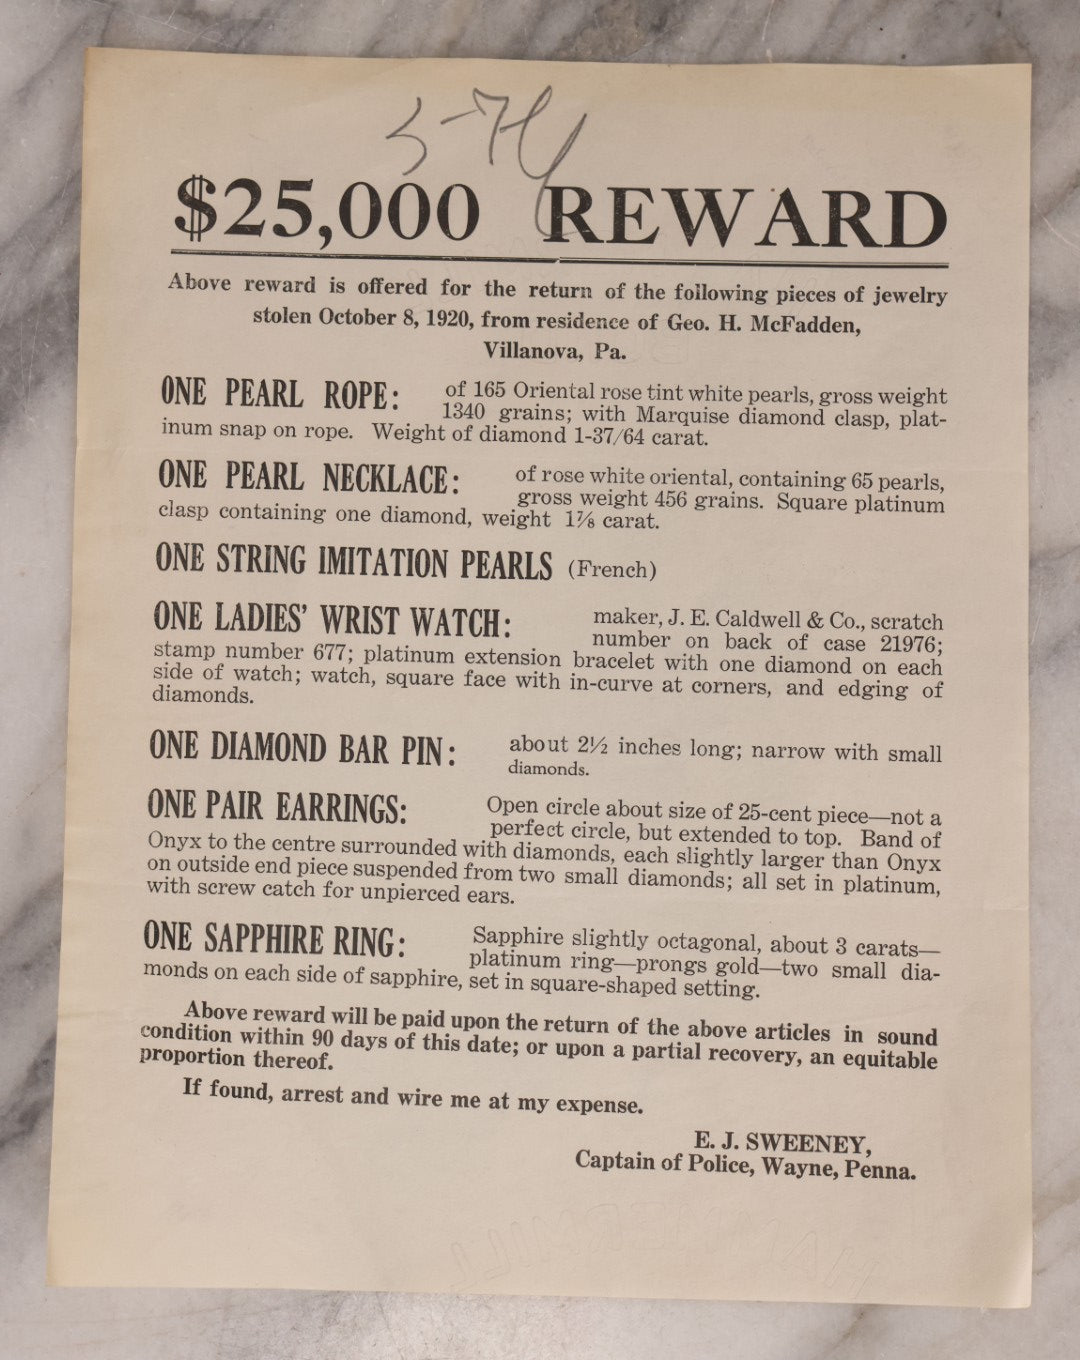 5-74
$25,000 REWARD
Above reward is offered for the return of the following pieces of jewelry
stolen October 8, 1920, from residence of Geo. H. McFadden,
Villanova, Pa.
ONE PEARL ROPE: of 165 Oriental rose tint white pearls, gross weight
1340 grains; with Marquise diamond clasp, plat-
inum snap on rope. Weight of diamond 1-37/64 carat.
ONE PEARL NECKLACE: of rose white oriental, containing 65 pearls,
gross weight 456 grains. Square platinum
clasp containing one diamond, weight 1⅞ carat.
ONE STRING IMITATION PEARLS (French)
ONE LADIES' WRIST WATCH: maker, J. E. Caldwell & Co., scratch
number on back of case 21976;
stamp number 677; platinum extension bracelet with one diamond on each
side of watch; watch, square face with in-curve at corners, and edging of
diamonds.
ONE DIAMOND BAR PIN: about 2½ inches long; narrow with small
diamonds.
ONE PAIR EARRINGS: Open circle about size of 25-cent piece—not a
perfect circle, but extended to top. Band of
Onyx to the centre surrounded with diamonds, each slightly larger than Onyx
on outside end piece suspended from two small diamonds; all set in platinum,
with screw catch for unpierced ears.
ONE SAPPHIRE RING: Sapphire slightly octagonal, about 3 carats—
platinum ring—prongs gold—two small dia-
monds on each side of sapphire, set in square-shaped setting.
Above reward will be paid upon the return of the above articles in sound
condition within 90 days of this date; or upon a partial recovery, an equitable
proportion thereof.
If found, arrest and wire me at my expense.
E. J. SWEENEY,
Captain of Police, Wayne, Penna.
HAMMERMILL